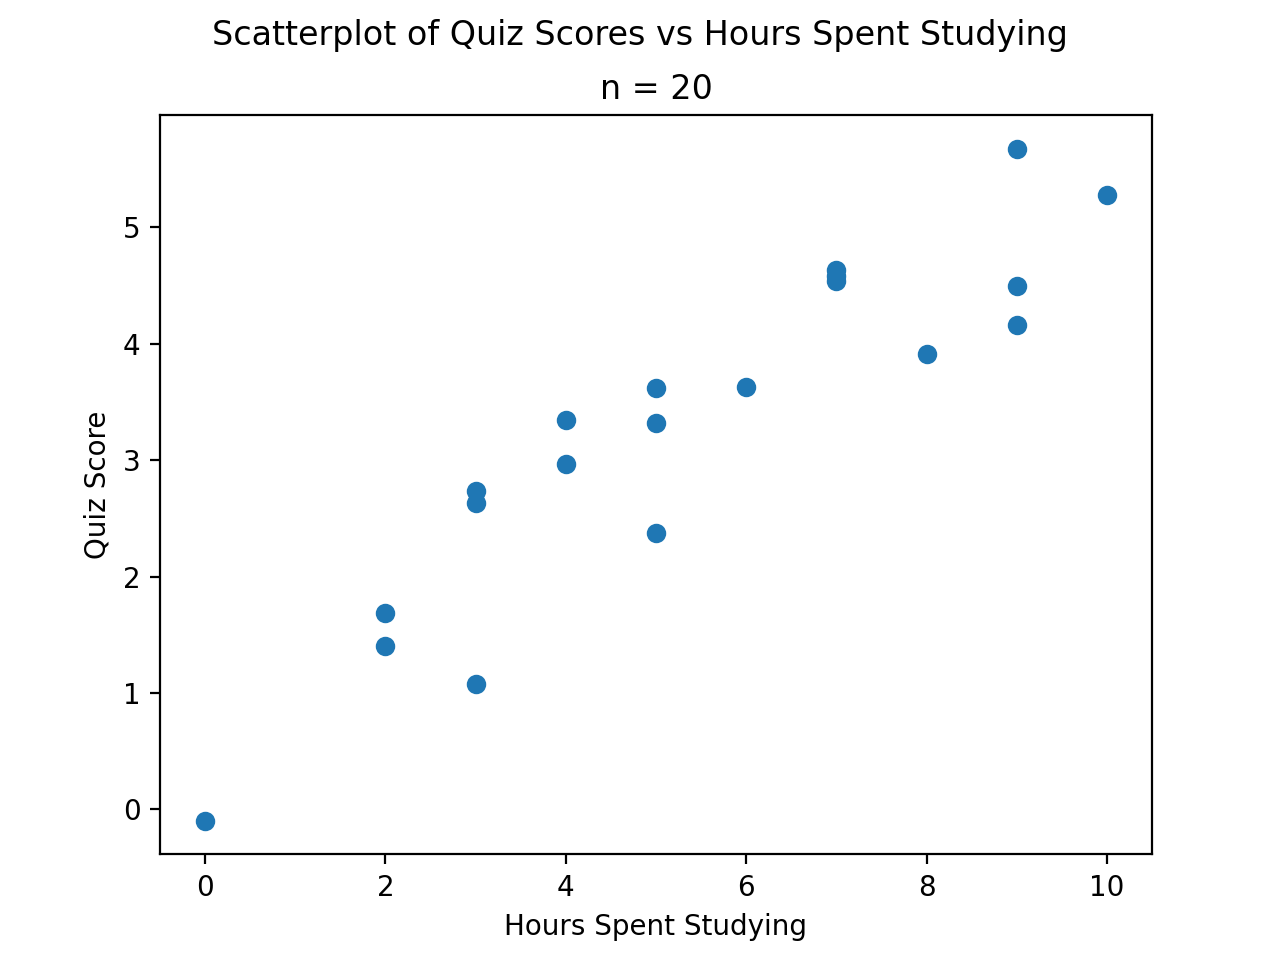 Scatterplot of Quiz Scores vs Hours Spent Studying
n = 20
5
4
3
2
1
0
Quiz Score
0 2 4 6 8 10
Hours Spent Studying